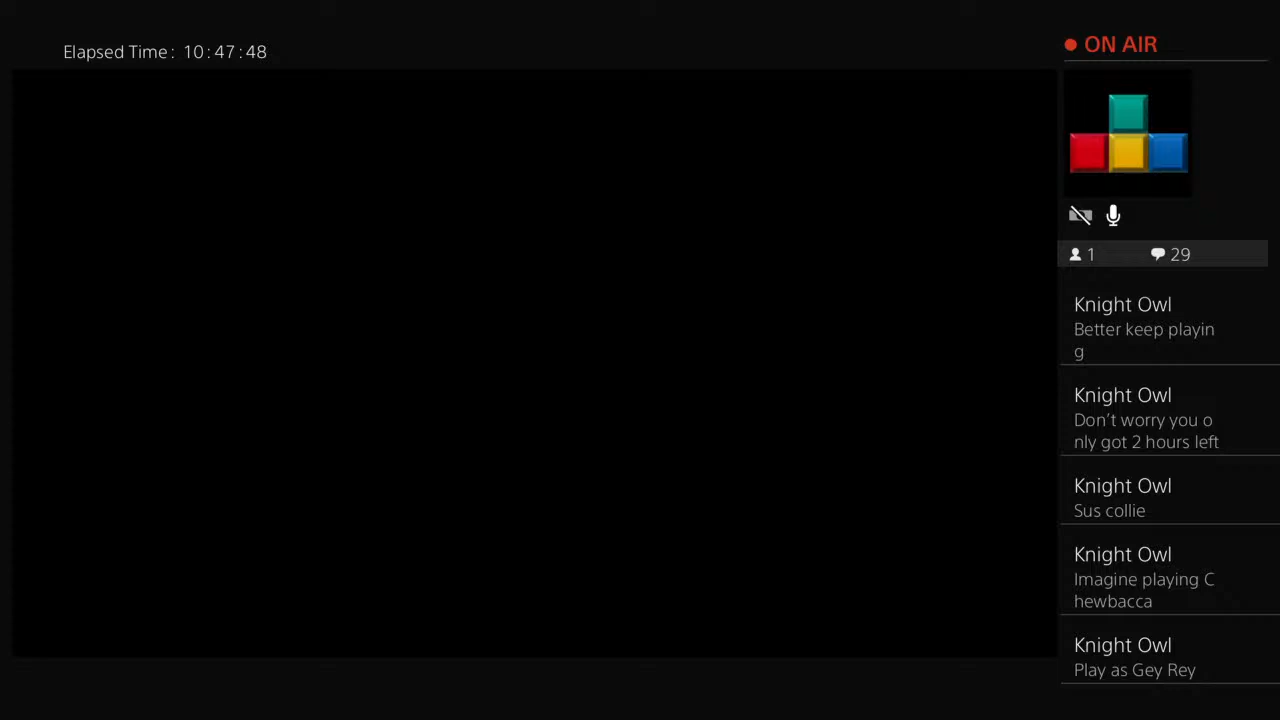 Elapsed Time: 10:47:48
ON AIR
1 29
Knight Owl
Better keep playin
g
Knight Owl
Don't worry you o
nly got 2 hours left
Knight Owl
Sus collie
Knight Owl
Imagine playing C
hewbacca
Knight Owl
Play as Gey Rey